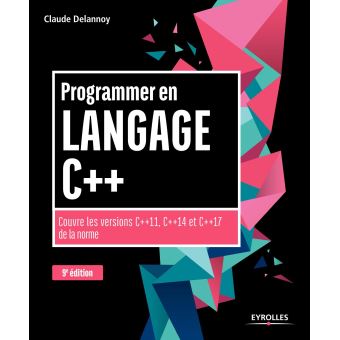 Claude Delannoy
Programmer en
LANGAGE
C++
Couvre les versions C++11, C++14 et C++17
de la norme
9e édition
EYROLLES